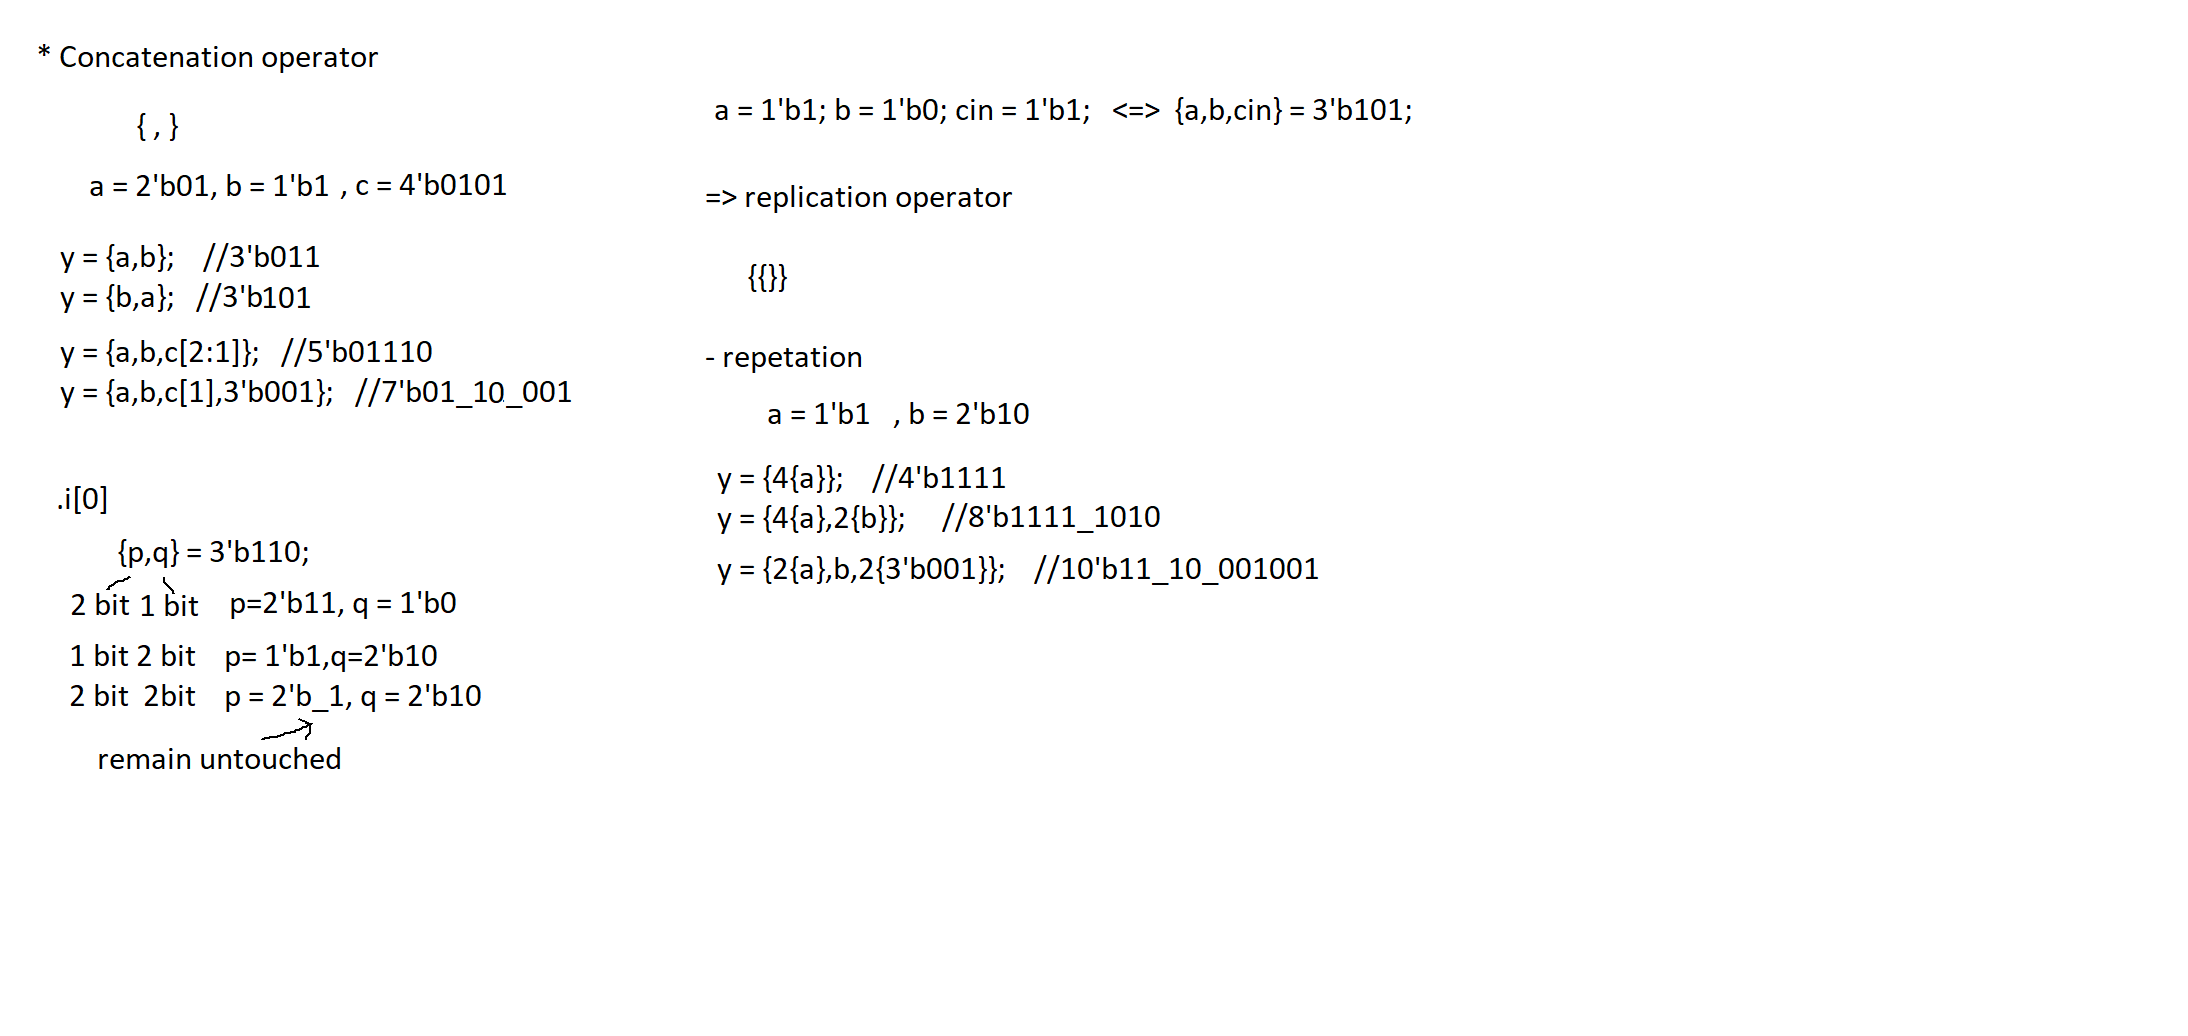 * Concatenation operator
{ , }
a = 2'b01, b = 1'b1 , c = 4'b0101
y = {a,b}; //3'b011
y = {b,a}; //3'b101
y = {a,b,c[2:1]}; //5'b01110
y = {a,b,c[1],3'b001}; //7'b01_10_001
.i[0]
{p,q} = 3'b110;
2 bit 1 bit p=2'b11, q = 1'b0
1 bit 2 bit p= 1'b1,q=2'b10
2 bit 2bit p = 2'b_1, q = 2'b10
remain untouched
a = 1'b1; b = 1'b0; cin = 1'b1; <=> {a,b,cin} = 3'b101;
=> replication operator
{{}}
- repetation
a = 1'b1 , b = 2'b10
y = {4{a}}; //4'b1111
y = {4{a},2{b}}; //8'b1111_1010
y = {2{a},b,2{3'b001}}; //10'b11_10_001001